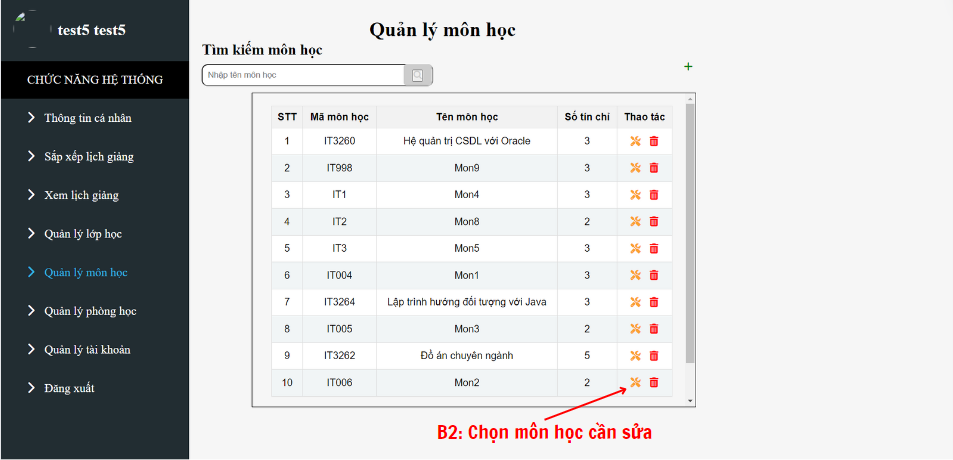 test5 test5
CHỨC NĂNG HỆ THỐNG
Thông tin cá nhân
Sắp xếp lịch giảng
Xem lịch giảng
Quản lý lớp học
Quản lý môn học
Quản lý phòng học
Quản lý tài khoản
Đăng xuất
Quản lý môn học
Tìm kiếm môn học
Nhập tên môn học
STT Mã môn học Tên môn học Số tín chỉ Thao tác
1 IT3260 Hệ quản trị CSDL với Oracle 3
2 IT998 Mon9 3
3 IT1 Mon4 3
4 IT2 Mon8 2
5 IT3 Mon5 3
6 IT004 Mon1 3
7 IT3264 Lập trình hướng đối tượng với Java 3
8 IT005 Mon3 2
9 IT3262 Đồ án chuyên ngành 5
10 IT006 Mon2 2
B2: Chọn môn học cần sửa